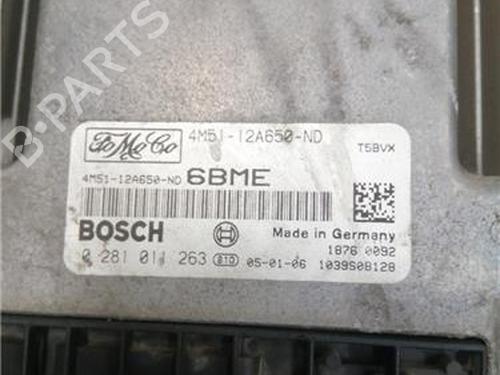 FoMoCo 4M51-12A650-ND
T5BVX
4M51-12A650-ND 6BME
BOSCH Made in Germany
1876 0092
0 281 011 263 BTD 05-01-06 1039S08128